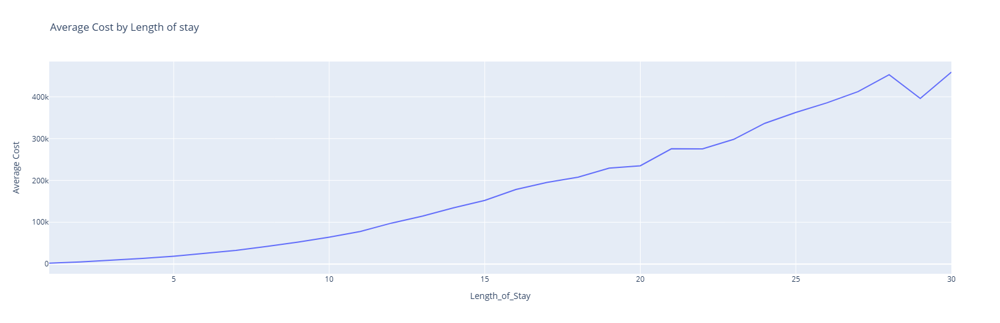 Average Cost by Length of stay
Average Cost
400k
300k
200k
100k
0
5 10 15 20 25 30
Length_of_Stay